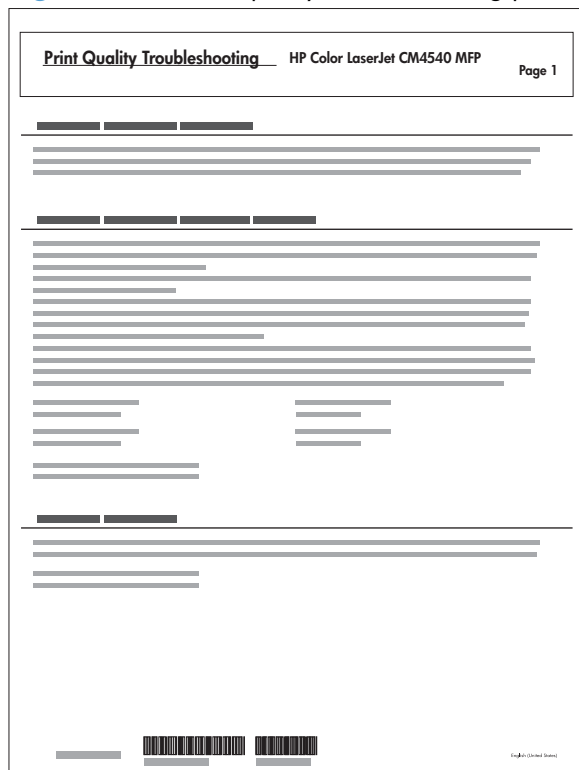 Print Quality Troubleshooting HP Color LaserJet CM4540 MFP
Page 1
English (United States)